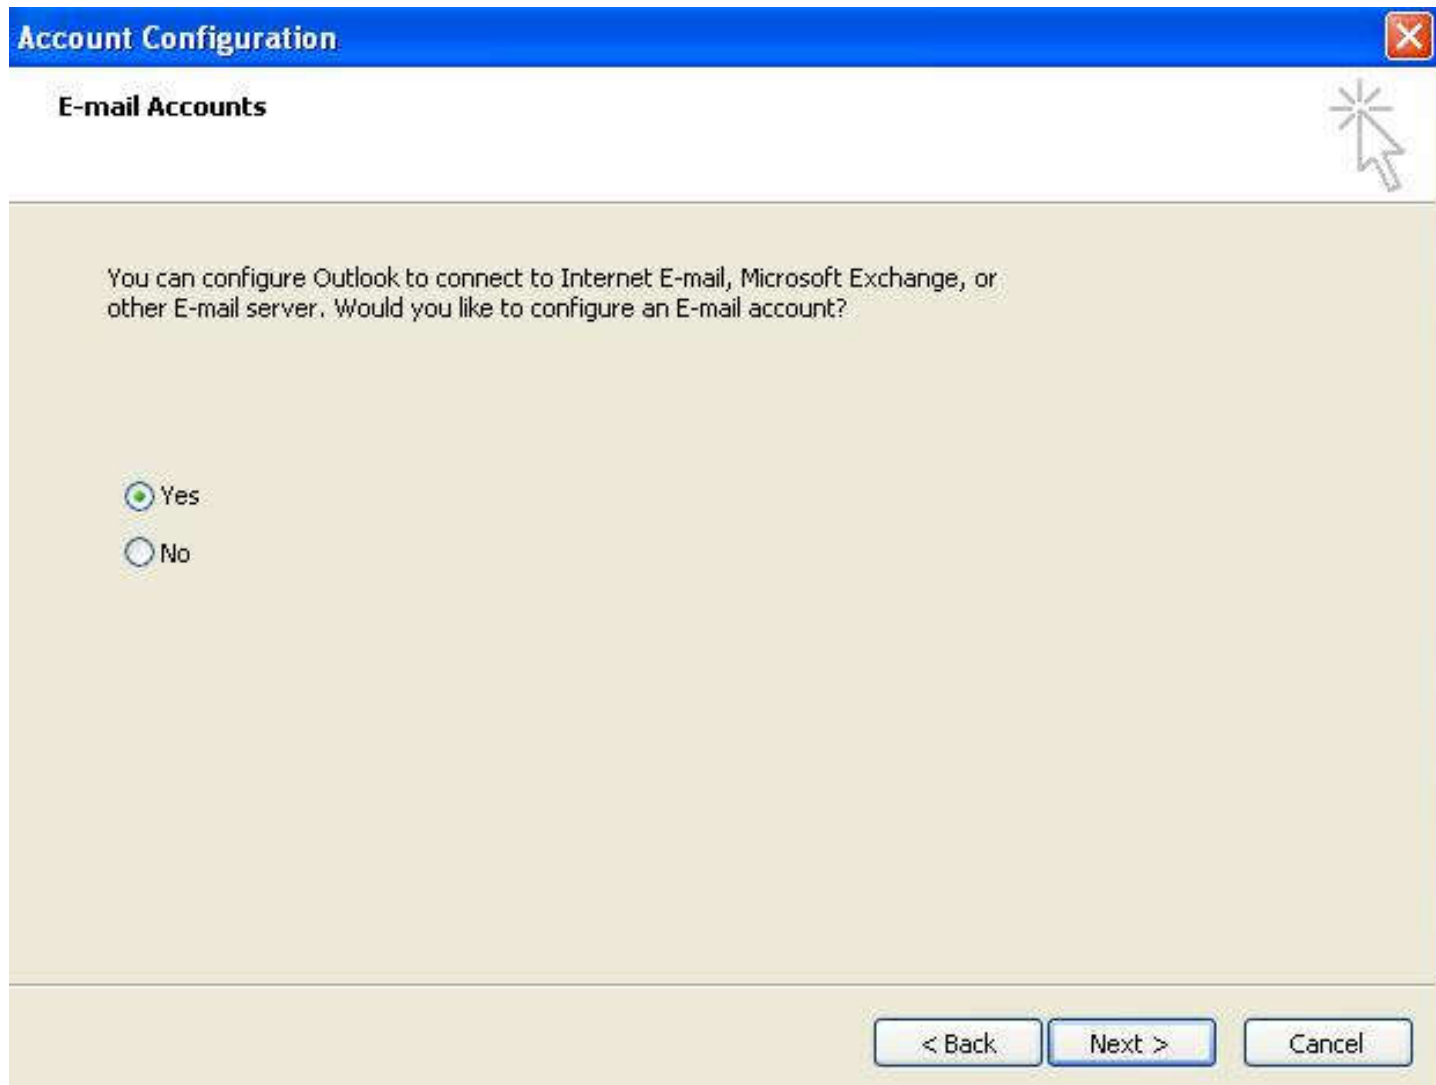 Account Configuration
E-mail Accounts
You can configure Outlook to connect to Internet E-mail, Microsoft Exchange, or
other E-mail server. Would you like to configure an E-mail account?
Yes
No
< Back Next > Cancel